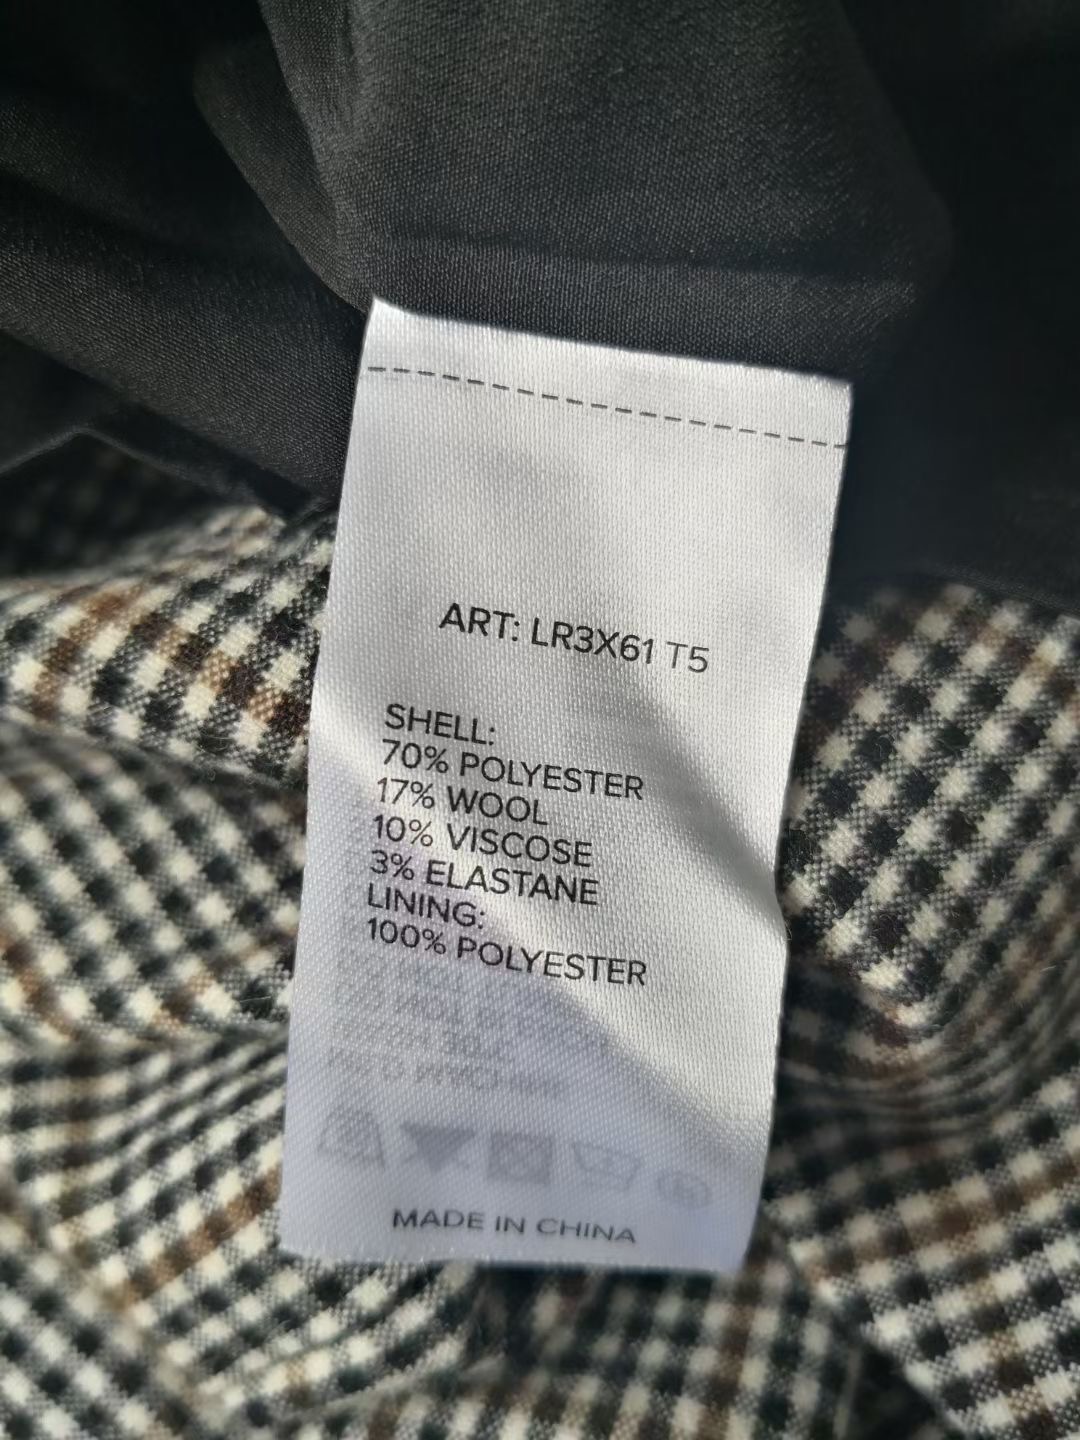 ART: LR3X61 T5
SHELL:
70% POLYESTER
17% WOOL
10% VISCOSE
3% ELASTANE
LINING:
100% POLYESTER
MADE IN CHINA